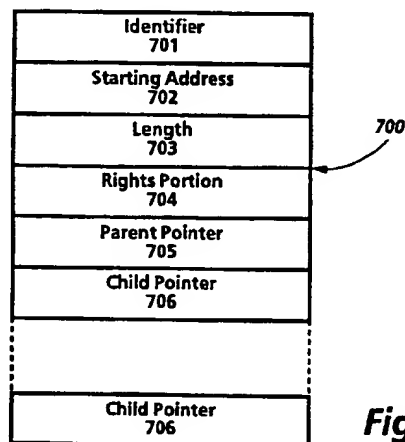 Identifier
701
Starting Address
702
Length
703
700
Rights Portion
704
Parent Pointer
705
Child Pointer
706
Child Pointer
706
Fig